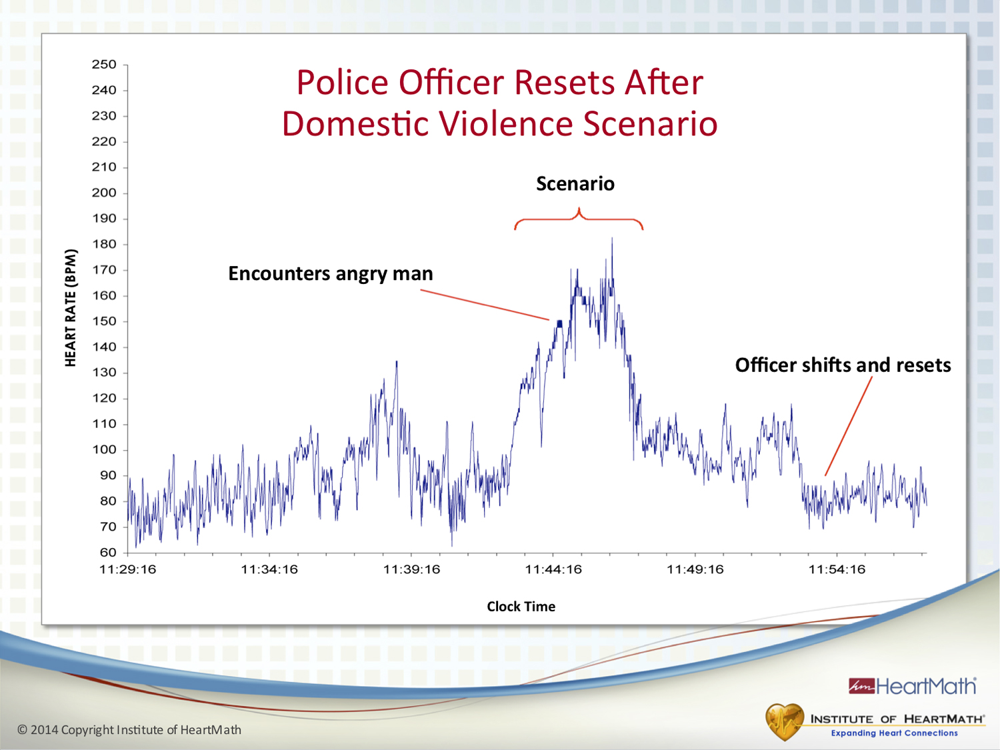 Police Officer Resets After
Domestic Violence Scenario
250
240
230
220
210
200
190
180
170
160
150
140
130
120
110
100
90
80
70
60
HEART RATE (BPM)
Scenario
Encounters angry man
Officer shifts and resets
11:29:16 11:34:16 11:39:16 11:44:16 11:49:16 11:54:16
Clock Time
hm HeartMath®
INSTITUTE OF HEARTMATH®
Expanding Heart Connections
© 2014 Copyright Institute of HeartMath